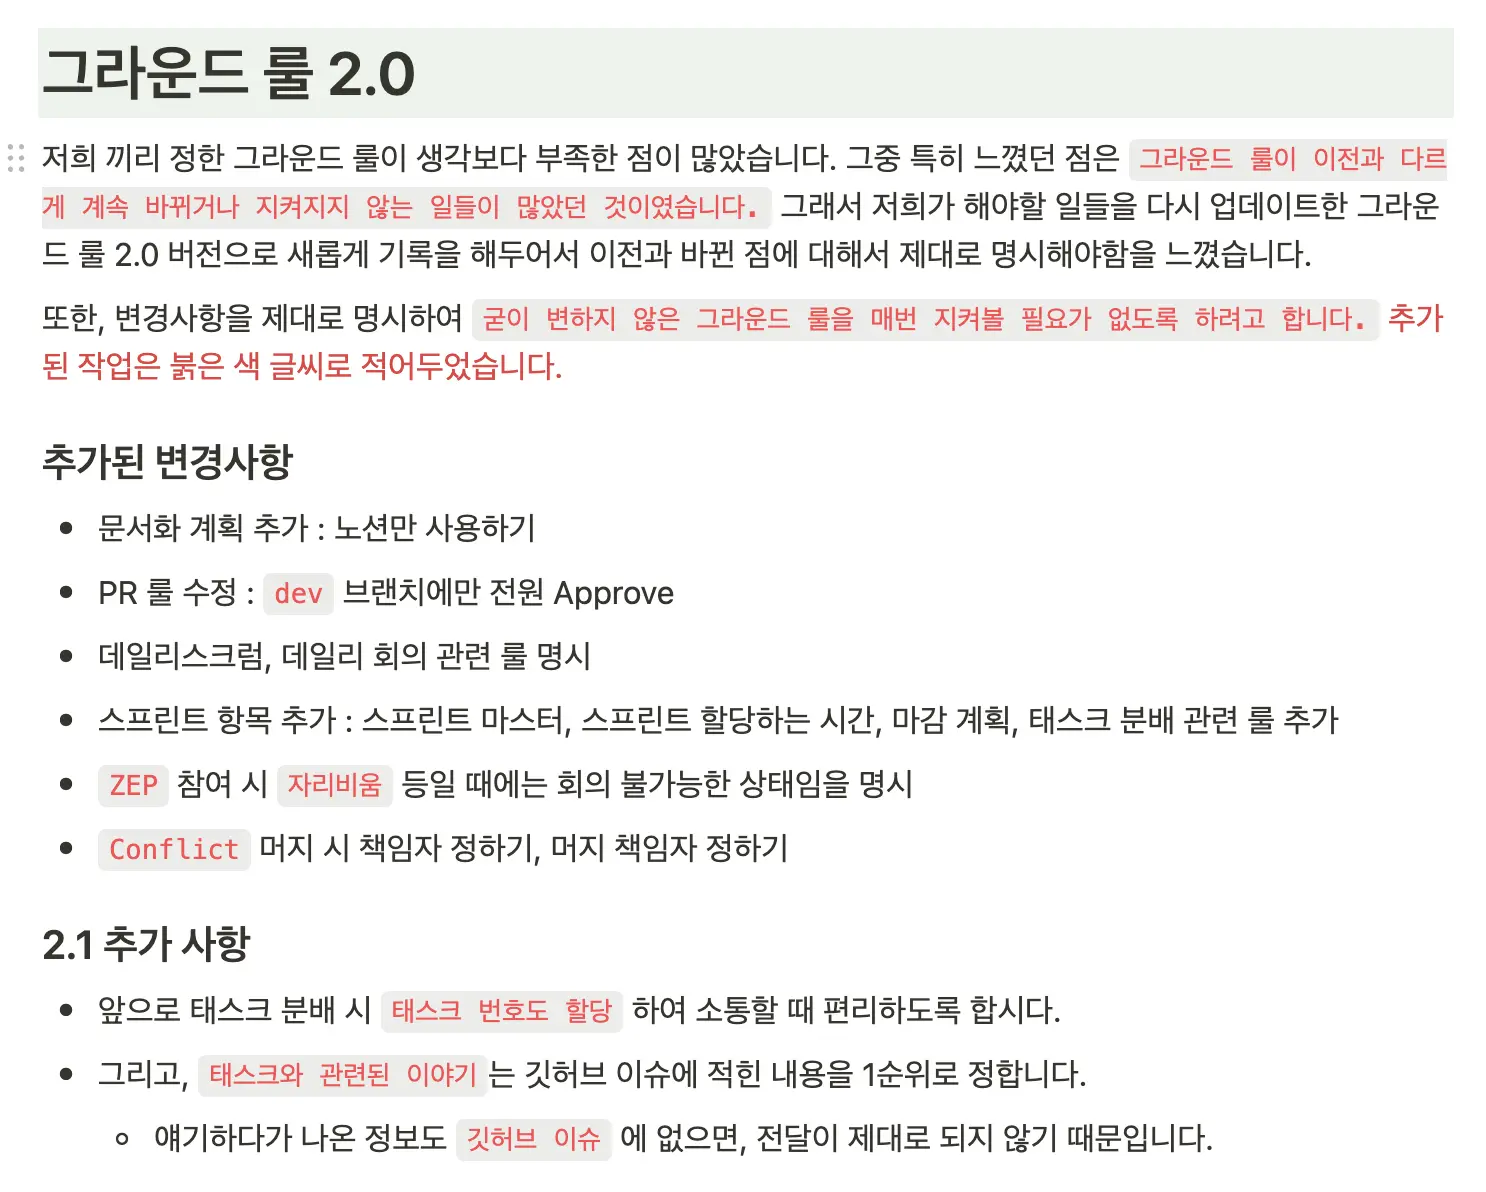 그라운드 룰 2.0
저희 끼리 정한 그라운드 룰이 생각보다 부족한 점이 많았습니다. 그중 특히 느꼈던 점은 그라운드 룰이 이전과 다르
게 계속 바뀌거나 지켜지지 않는 일들이 많았던 것이였습니다. 그래서 저희가 해야할 일들을 다시 업데이트한 그라운
드 룰 2.0 버전으로 새롭게 기록을 해두어서 이전과 바뀐 점에 대해서 제대로 명시해야함을 느꼈습니다.
또한, 변경사항을 제대로 명시하여 굳이 변하지 않은 그라운드 룰을 매번 지켜볼 필요가 없도록 하려고 합니다. 추가
된 작업은 붉은 색 글씨로 적어두었습니다.
추가된 변경사항
• 문서화 계획 추가 : 노션만 사용하기
• PR 룰 수정 : dev 브랜치에만 전원 Approve
• 데일리스크럼, 데일리 회의 관련 룰 명시
• 스프린트 항목 추가 : 스프린트 마스터, 스프린트 할당하는 시간, 마감 계획, 태스크 분배 관련 룰 추가
• ZEP 참여 시 자리비움 등일 때에는 회의 불가능한 상태임을 명시
• Conflict 머지 시 책임자 정하기, 머지 책임자 정하기
2.1 추가 사항
• 앞으로 태스크 분배 시 태스크 번호도 할당 하여 소통할 때 편리하도록 합시다.
• 그리고, 태스크와 관련된 이야기는 깃허브 이슈에 적힌 내용을 1순위로 정합니다.
◦ 얘기하다가 나온 정보도 깃허브 이슈 에 없으면, 전달이 제대로 되지 않기 때문입니다.